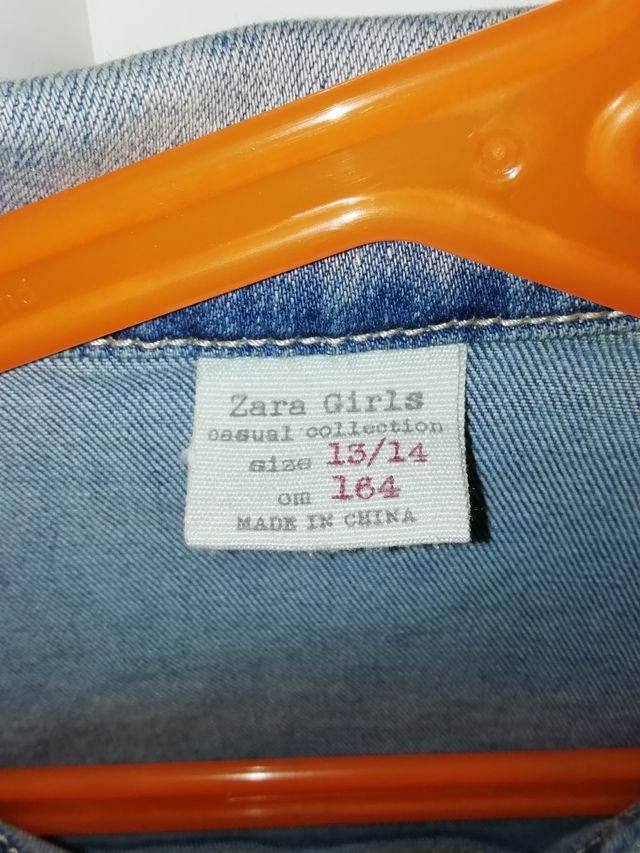 Zara Girls
casual collection
size 13/14
cm 164
MADE IN CHINA